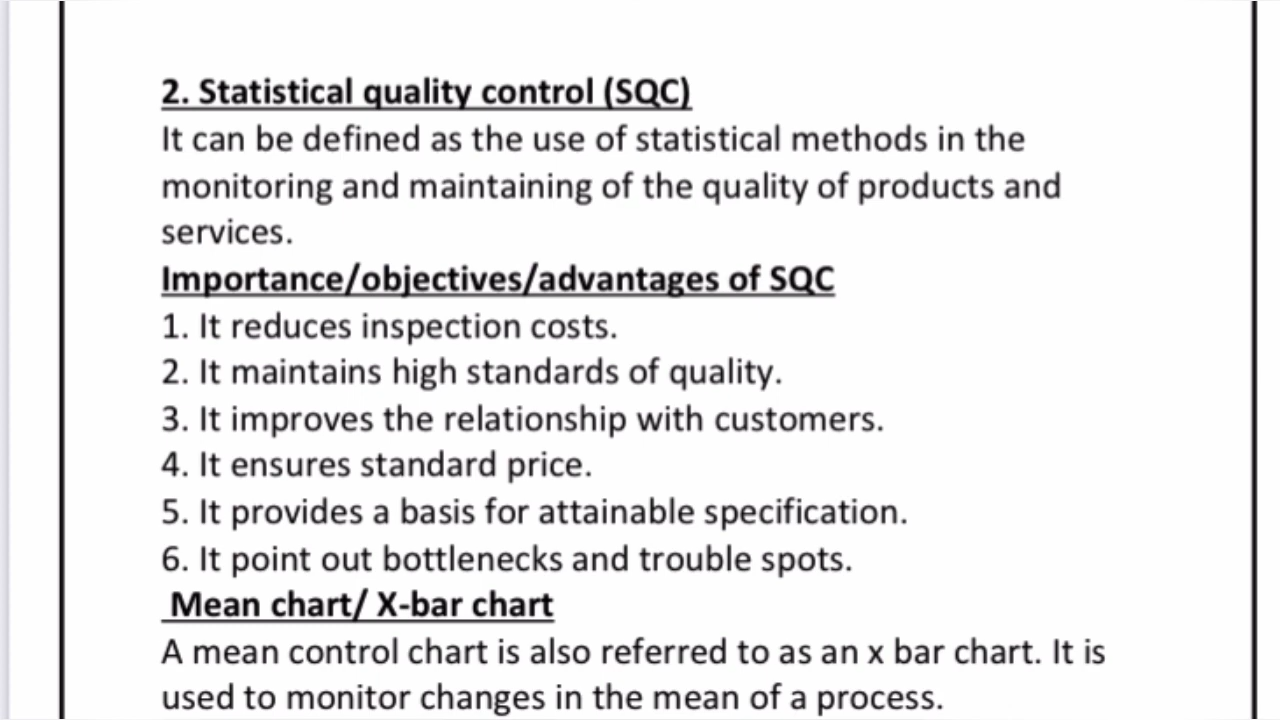 2. Statistical quality control (SQC)
It can be defined as the use of statistical methods in the
monitoring and maintaining of the quality of products and
services.
Importance/objectives/advantages of SQC
1. It reduces inspection costs.
2. It maintains high standards of quality.
3. It improves the relationship with customers.
4. It ensures standard price.
5. It provides a basis for attainable specification.
6. It point out bottlenecks and trouble spots.
Mean chart/ X-bar chart
A mean control chart is also referred to as an x bar chart. It is
used to monitor changes in the mean of a process.